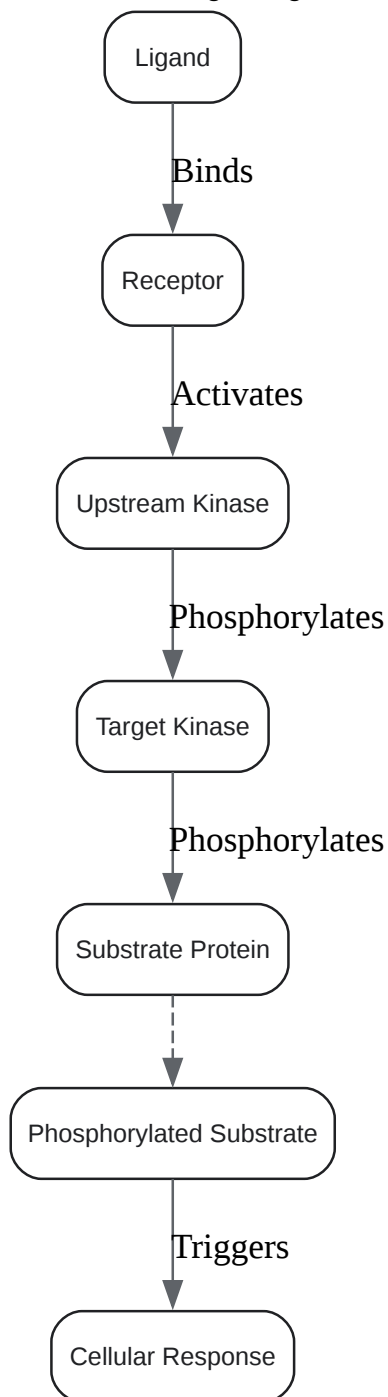 Ligand
Binds
Receptor
Activates
Upstream Kinase
Phosphorylates
Target Kinase
Phosphorylates
Substrate Protein
Phosphorylated Substrate
Triggers
Cellular Response